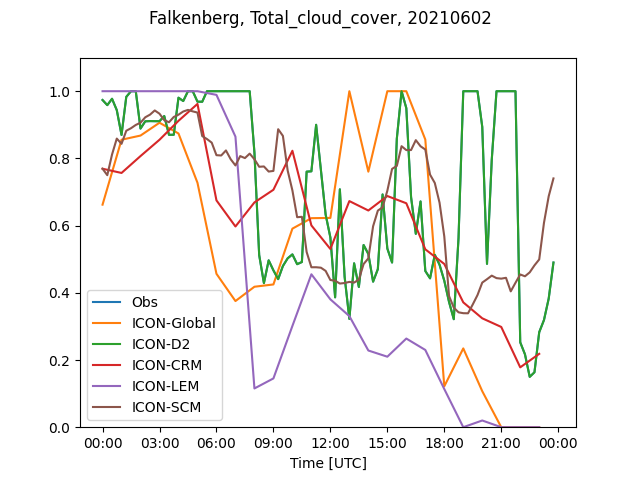 Falkenberg, Total_cloud_cover, 20210602
1.0
0.8
0.6
0.4
0.2
0.0
Obs
ICON-Global
ICON-D2
ICON-CRM
ICON-LEM
ICON-SCM
00:00 03:00 06:00 09:00 12:00 15:00 18:00 21:00 00:00
Time [UTC]